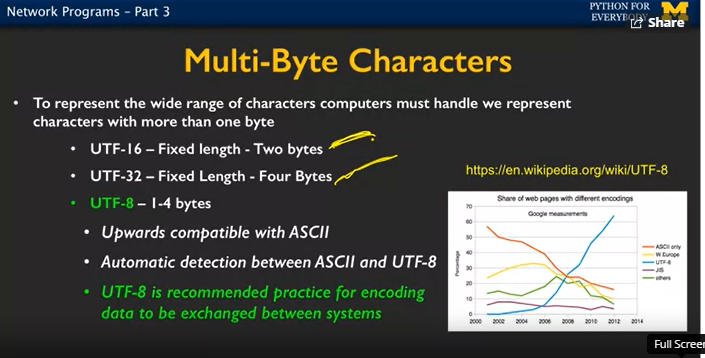 Network Programs – Part 3
PYTHON FOR
EVERYBODY
Share
Multi-Byte Characters
• To represent the wide range of characters computers must handle we represent
characters with more than one byte
• UTF-16 – Fixed length - Two bytes
• UTF-32 – Fixed Length - Four Bytes
• UTF-8 – 1-4 bytes
• Upwards compatible with ASCII
• Automatic detection between ASCII and UTF-8
• UTF-8 is recommended practice for encoding
data to be exchanged between systems
https://en.wikipedia.org/wiki/UTF-8
Share of web pages with different encodings
Google measurements
Percentage
70
60
50
40
30
20
10
0
2000 2002 2004 2006 2008 2010 2012 2014
ASCII only
W.Europe
UTF-8
JIS
others
Full Screen